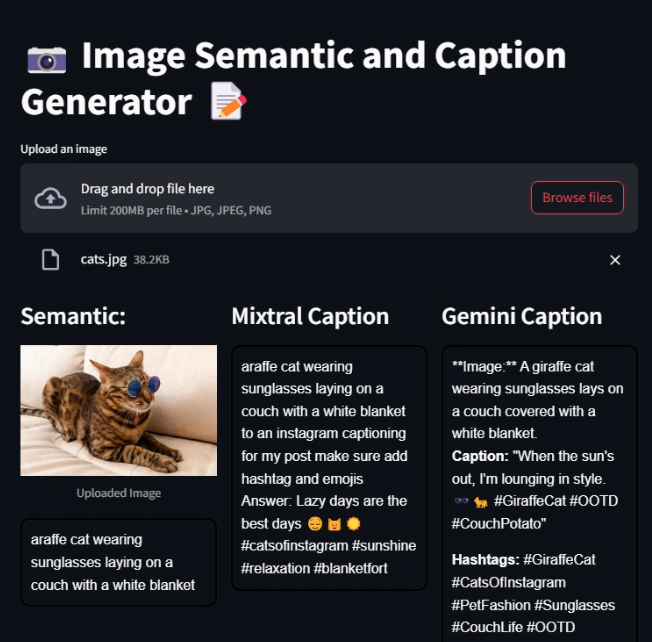 📷 Image Semantic and Caption
Generator 📝
Upload an image
Drag and drop file here
Limit 200MB per file • JPG, JPEG, PNG
Browse files
cats.jpg 38.2KB
Semantic:
Uploaded Image
araffe cat wearing
sunglasses laying on a
couch with a white blanket
Mixtral Caption
araffe cat wearing
sunglasses laying on a
couch with a white blanket
to an instagram captioning
for my post make sure add
hashtag and emojis
Answer: Lazy days are the
best days 😴 🐱 🌞
#catsofinstagram #sunshine
#relaxation #blanketfort
Gemini Caption
**Image:** A giraffe cat
wearing sunglasses lays on
a couch covered with a
white blanket.
Caption: "When the sun's
out, I'm lounging in style.
🕶️ 🐈 #GiraffeCat #OOTD
#CouchPotato"
Hashtags: #GiraffeCat
#CatsOfInstagram
#PetFashion #Sunglasses
#CouchLife #OOTD